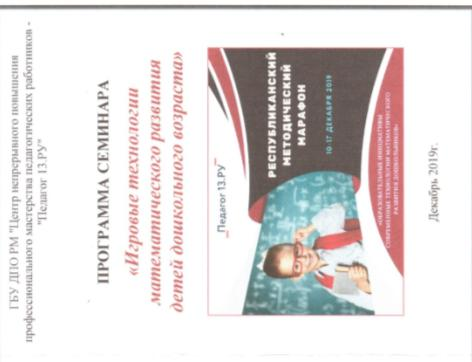 ГБУ ДПО РМ "Центр непрерывного повышения
профессионального мастерства педагогических работников -
"Педагог 13.РУ"
ПРОГРАММА СЕМИНАРА
«Игровые технологии
математического развития
детей дошкольного возраста»
Педагог 13.РУ
РЕСПУБЛИКАНСКИЙ
МЕТОДИЧЕСКИЙ
МАРАФОН
10-17 ДЕКАБРЯ 2019
«ОБРАЗОВАТЕЛЬНЫЕ ИНИЦИАТИВЫ
СОВРЕМЕННЫЕ ТЕХНОЛОГИИ МАТЕМАТИЧЕСКОГО
РАЗВИТИЯ ДОШКОЛЬНИКОВ»
Декабрь 2019г.